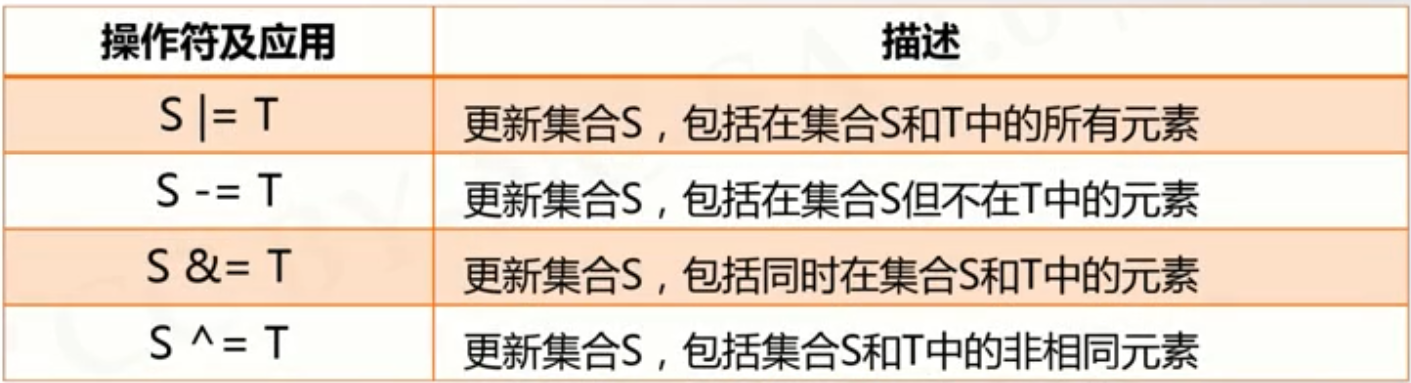 操作符及应用 描述
S |= T 更新集合S，包括在集合S和T中的所有元素
S -= T 更新集合S，包括在集合S但不在T中的元素
S &= T 更新集合S，包括同时在集合S和T中的元素
S ^= T 更新集合S，包括集合S和T中的非相同元素